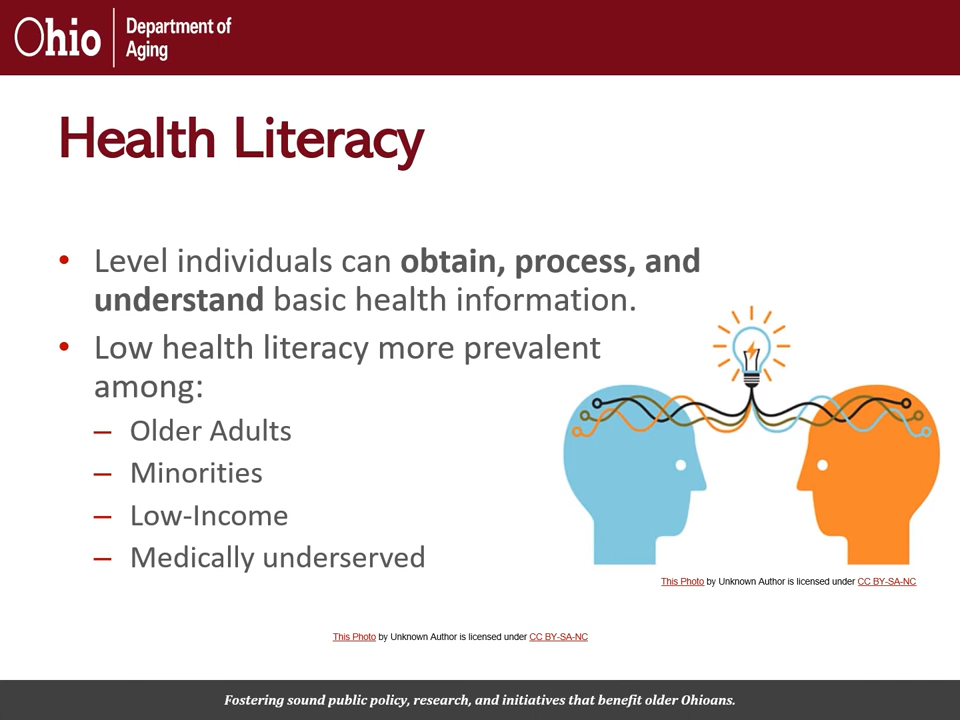 Ohio
Department of
Aging
Health Literacy
• Level individuals can obtain, process, and
understand basic health information.
• Low health literacy more prevalent
among:
– Older Adults
– Minorities
– Low-Income
– Medically underserved
This Photo by Unknown Author is licensed under CC BY-SA-NC
This Photo by Unknown Author is licensed under CC BY-SA-NC
Fostering sound public policy, research, and initiatives that benefit older Ohioans.